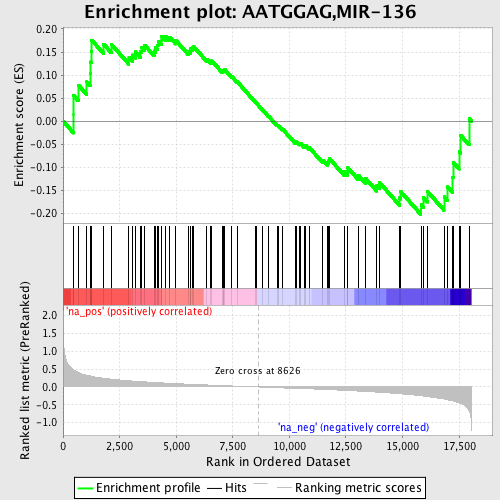 Enrichment plot: AATGGAG,MIR-136
Enrichment score (ES)
0.20
0.15
0.10
0.05
0.00
-0.05
-0.10
-0.15
-0.20
'na_pos' (positively correlated)
Ranked list metric (PreRanked)
2.0
1.5
1.0
0.5
0.0
-0.5
-1.0
Zero cross at 8626
'na_neg' (negatively correlated)
0
2,500
5,000
7,500
10,000
12,500
15,000
17,500
Rank in Ordered Dataset
Enrichment profile
Hits
Ranking metric scores